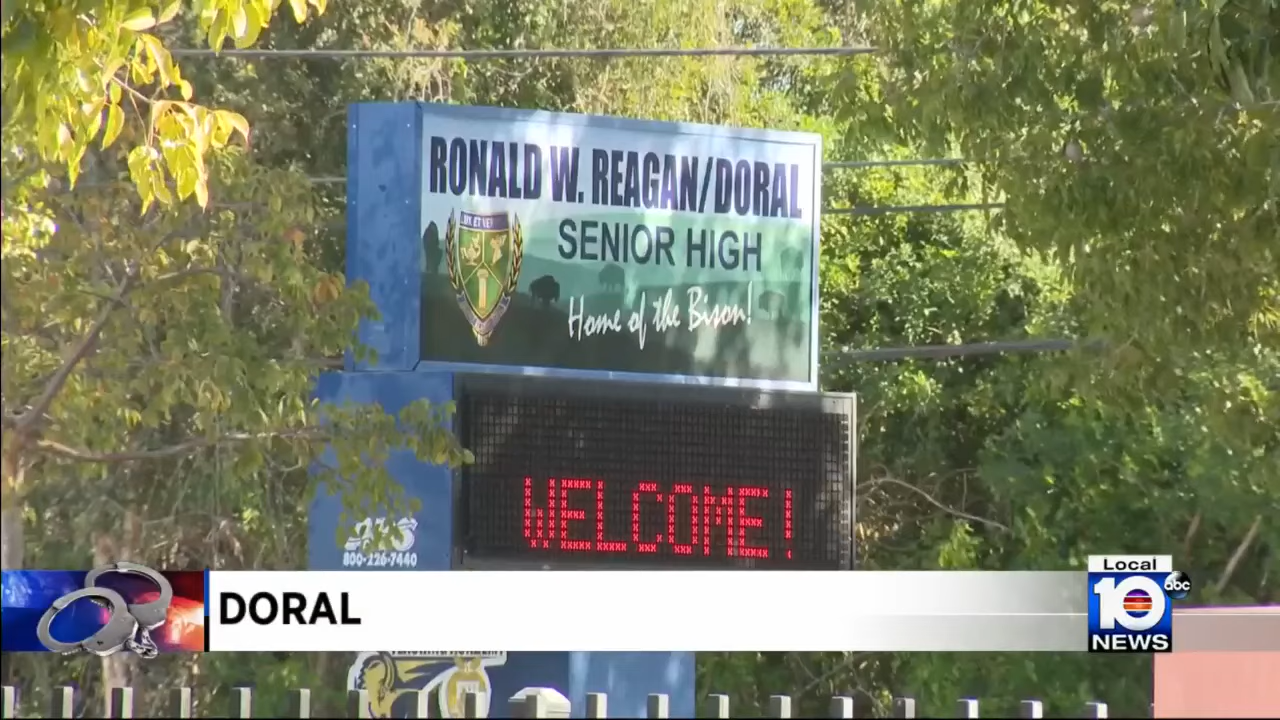 RONALD W. REAGAN/DORAL
SENIOR HIGH
Home of the Bison!
WELCOME!
800-226-7440
DORAL
Local
10
abc
NEWS